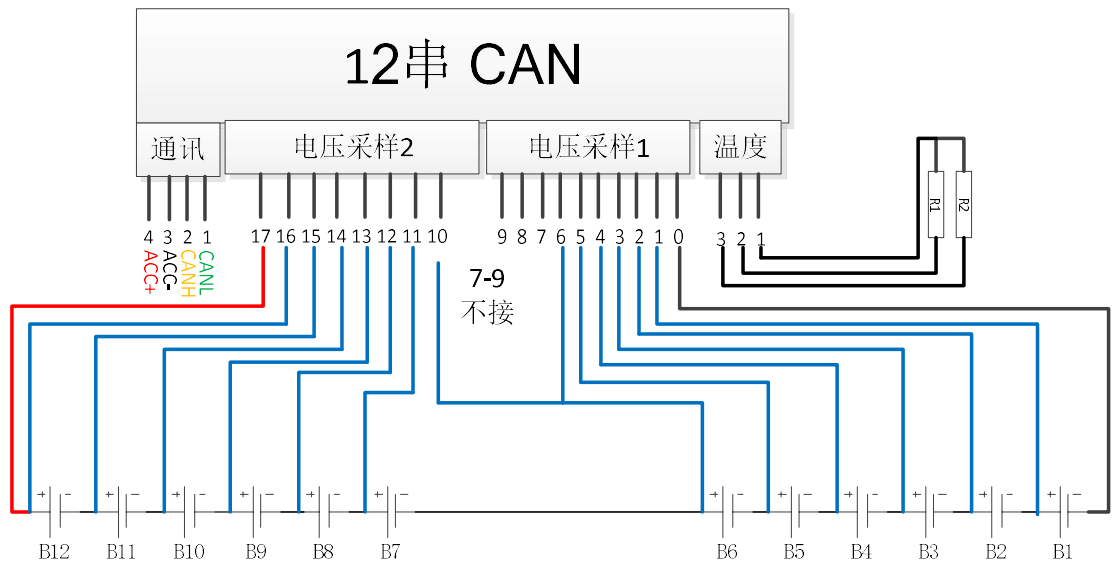 12串 CAN
通讯
电压采样2
电压采样1
温度
4 3 2 1
17 16 15 14 13 12 11 10
9 8 7 6 5 4 3 2 1 0
3 2 1
ACC+
ACC-
CANH
CANL
R1
R2
7-9
不接
+ - + - + - + - + - + - + - + - + - + - + - + -
B12 B11 B10 B9 B8 B7 B6 B5 B4 B3 B2 B1